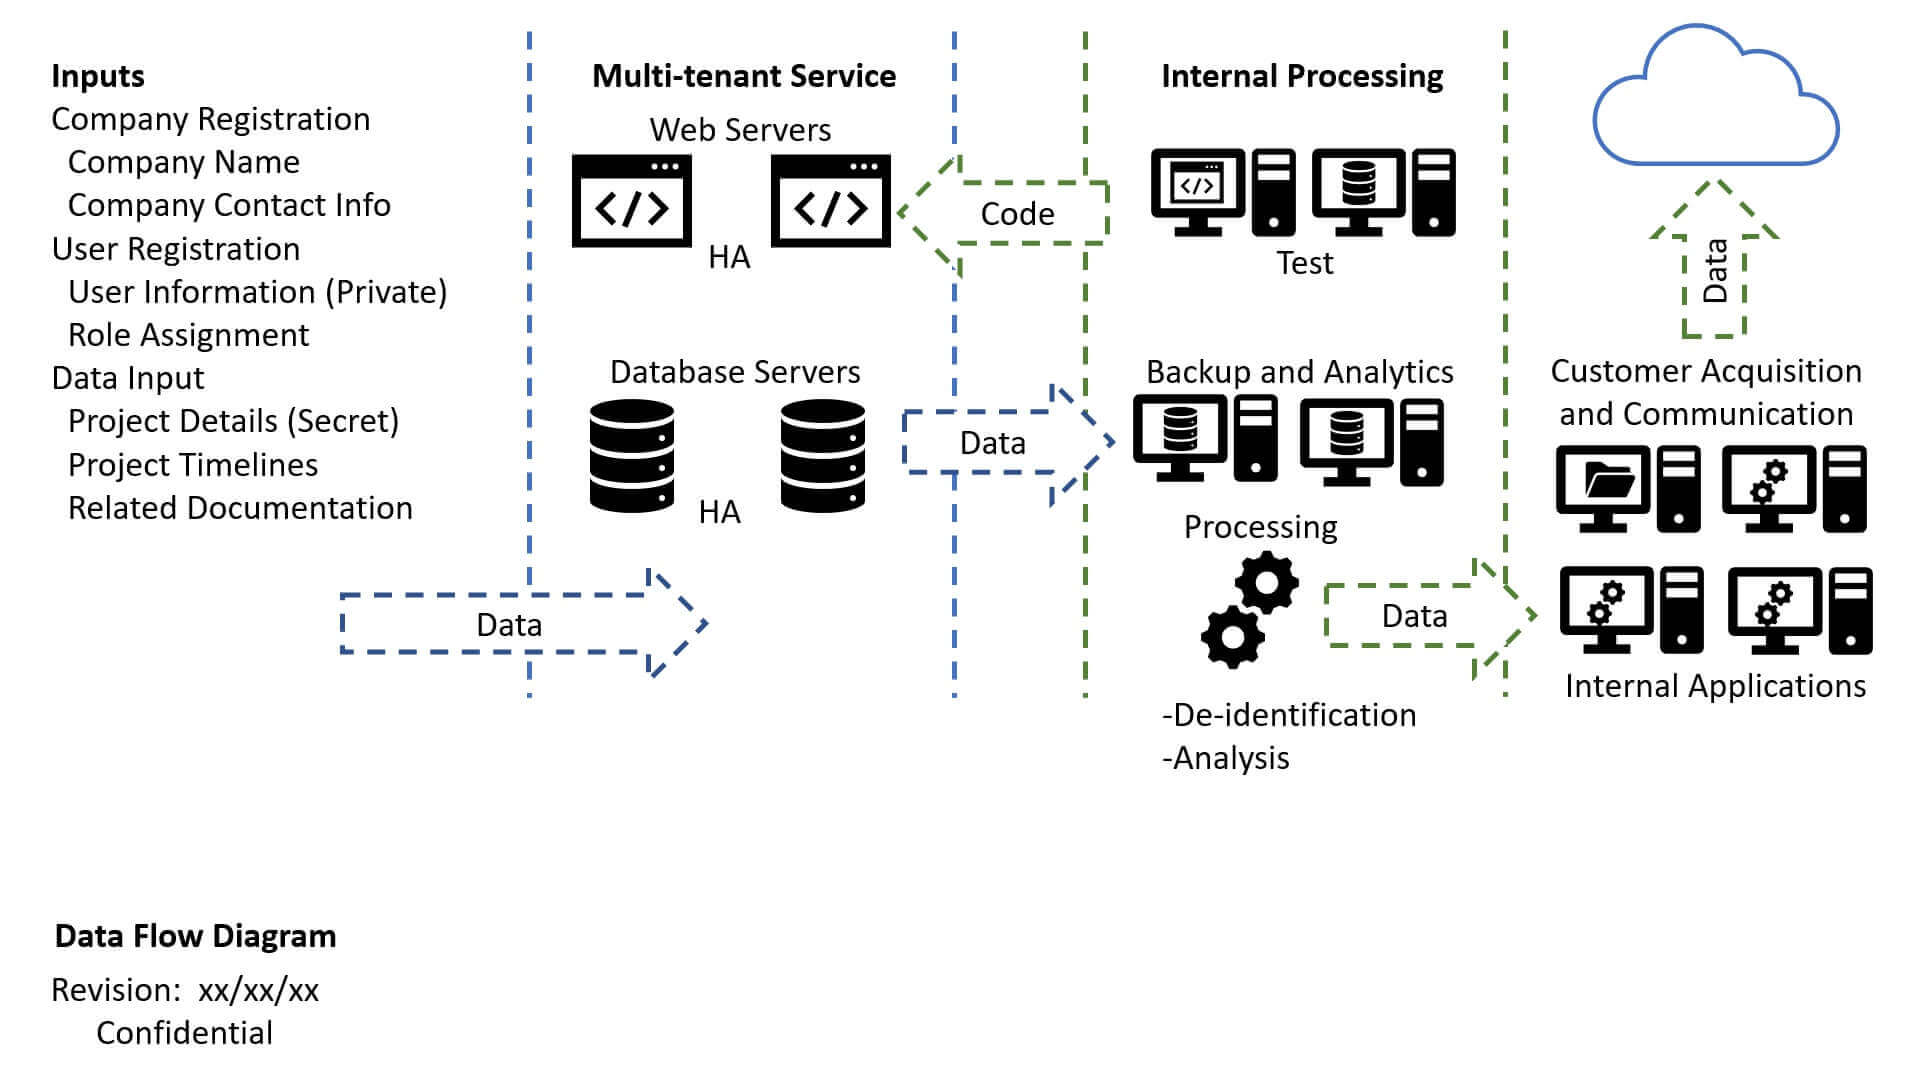 Inputs
Company Registration
Company Name
Company Contact Info
User Registration
User Information (Private)
Role Assignment
Data Input
Project Details (Secret)
Project Timelines
Related Documentation
Data
Multi-tenant Service
Web Servers
</>
</>
HA
Database Servers
HA
Code
Data
Internal Processing
</>
Test
Backup and Analytics
Processing
-De-identification
-Analysis
Data
Data
Customer Acquisition
and Communication
Internal Applications
Data Flow Diagram
Revision:  xx/xx/xx
Confidential